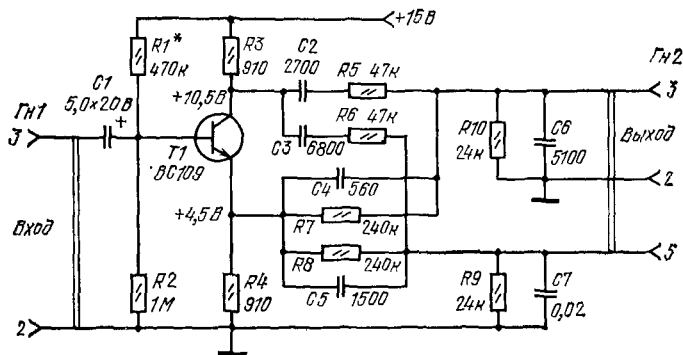 +15В
R1*
470к
R3
910
C2
2700
R5 47к
Гн2
3
C1
5,0×20В
+
Гн1
3
+10,5В
R6
47к
R10
24к
C6
5100
Выход
T1
BC109
C3 6800
C4 560
2
Вход
+4,5В
R7 240к
R8 240к
5
R2
1М
R4
910
C5 1500
R9
24к
C7
0,02
2